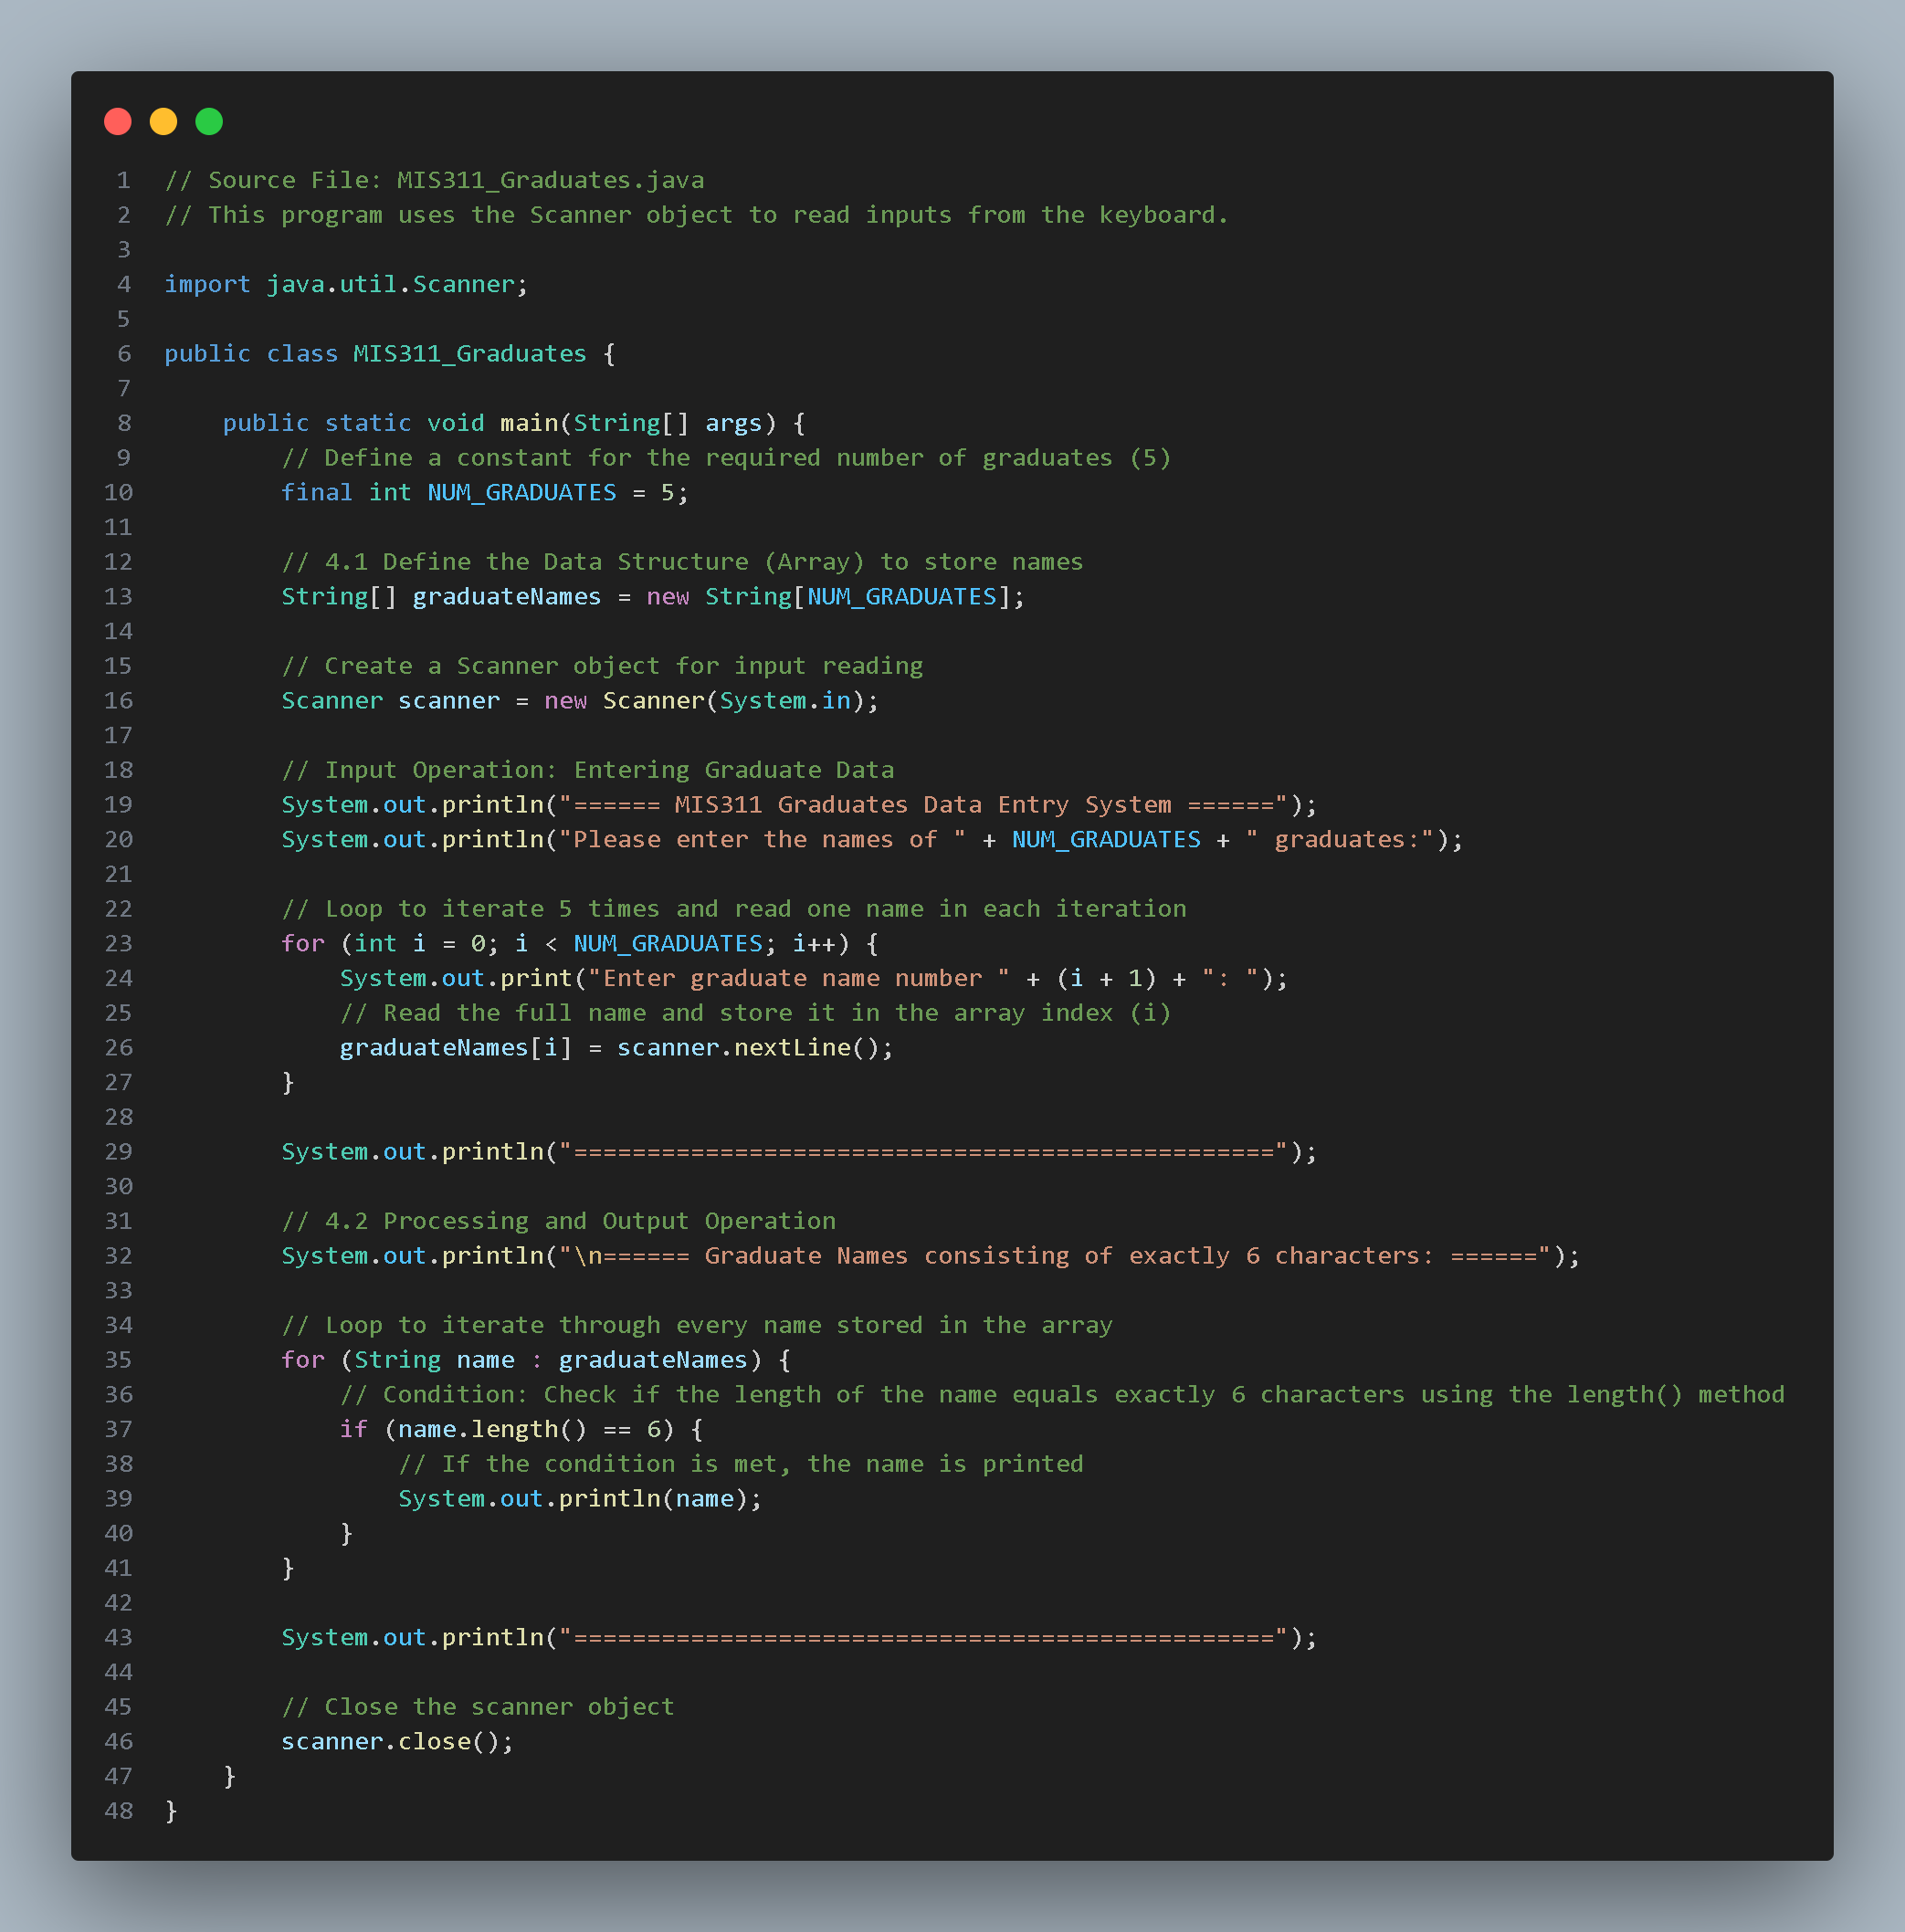 1 // Source File: MIS311_Graduates.java
2 // This program uses the Scanner object to read inputs from the keyboard.
3
4 import java.util.Scanner;
5
6 public class MIS311_Graduates {
7
8     public static void main(String[] args) {
9         // Define a constant for the required number of graduates (5)
10         final int NUM_GRADUATES = 5;
11
12         // 4.1 Define the Data Structure (Array) to store names
13         String[] graduateNames = new String[NUM_GRADUATES];
14
15         // Create a Scanner object for input reading
16         Scanner scanner = new Scanner(System.in);
17
18         // Input Operation: Entering Graduate Data
19         System.out.println("====== MIS311 Graduates Data Entry System ======");
20         System.out.println("Please enter the names of " + NUM_GRADUATES + " graduates:");
21
22         // Loop to iterate 5 times and read one name in each iteration
23         for (int i = 0; i < NUM_GRADUATES; i++) {
24             System.out.print("Enter graduate name number " + (i + 1) + ": ");
25             // Read the full name and store it in the array index (i)
26             graduateNames[i] = scanner.nextLine();
27         }
28
29         System.out.println("================================================");
30
31         // 4.2 Processing and Output Operation
32         System.out.println("\n====== Graduate Names consisting of exactly 6 characters: ======");
33
34         // Loop to iterate through every name stored in the array
35         for (String name : graduateNames) {
36             // Condition: Check if the length of the name equals exactly 6 characters using the length() method
37             if (name.length() == 6) {
38                 // If the condition is met, the name is printed
39                 System.out.println(name);
40             }
41         }
42
43         System.out.println("================================================");
44
45         // Close the scanner object
46         scanner.close();
47     }
48 }